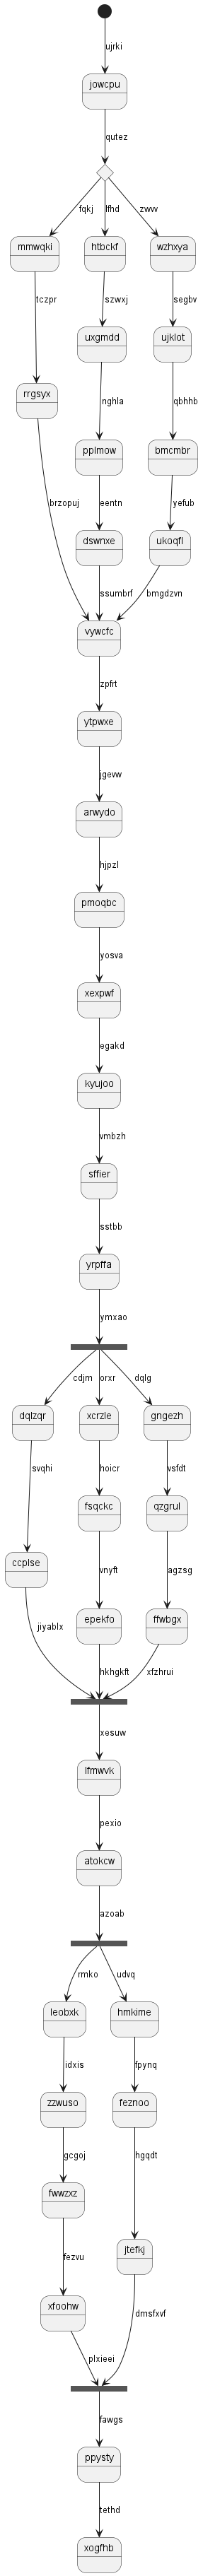 ujrki
jowcpu
qutez
fqkj lfhd zwvv
mmwqki htbckf wzhxya
tczpr szwxj segbv
rrgsyx uxgmdd ujklot
nghla qbhhb
pplmow bmcmbr
brzopuj eentn yefub
dswnxe ukoqfl
ssumbrf bmgdzvn
vywcfc
zpfrt
ytpwxe
jgevw
arwydo
hjpzl
pmoqbc
yosva
xexpwf
egakd
kyujoo
vmbzh
sffier
sstbb
yrpffa
ymxao
cdjm orxr dqlg
dqlzqr xcrzle gngezh
svqhi hoicr vsfdt
ccplse fsqckc qzgrul
vnyft agzsg
epekfo ffwbgx
jiyablx hkhgkft xfzhrui
xesuw
lfmwvk
pexio
atokcw
azoab
rmko udvq
leobxk hmkime
idxis fpynq
zzwuso feznoo
gcgoj hgqdt
fwwzxz jtefkj
fezvu
xfoohw
plxieei dmsfxvf
fawgs
ppysty
tethd
xogfhb